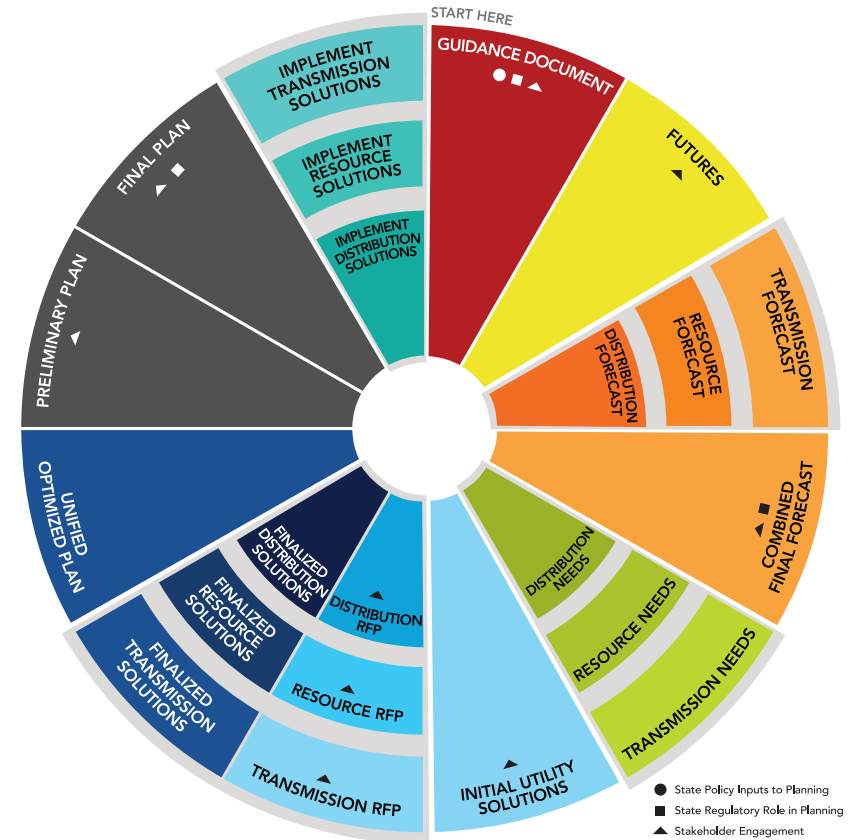 START HERE
GUIDANCE DOCUMENT
FUTURES
TRANSMISSION
FORECAST
RESOURCE
FORECAST
DISTRIBUTION
FORECAST
COMBINED
FINAL FORECAST
DISTRIBUTION
NEEDS
RESOURCE NEEDS
TRANSMISSION NEEDS
INITIAL UTILITY
SOLUTIONS
DISTRIBUTION
RFP
RESOURCE RFP
TRANSMISSION RFP
FINALIZED
DISTRIBUTION
SOLUTIONS
FINALIZED
RESOURCE
SOLUTIONS
FINALIZED
TRANSMISSION
SOLUTIONS
UNIFIED
OPTIMIZED PLAN
PRELIMINARY PLAN
FINAL PLAN
IMPLEMENT
TRANSMISSION
SOLUTIONS
IMPLEMENT
RESOURCE
SOLUTIONS
IMPLEMENT
DISTRIBUTION
SOLUTIONS
State Policy Inputs to Planning
State Regulatory Role in Planning
Stakeholder Engagement